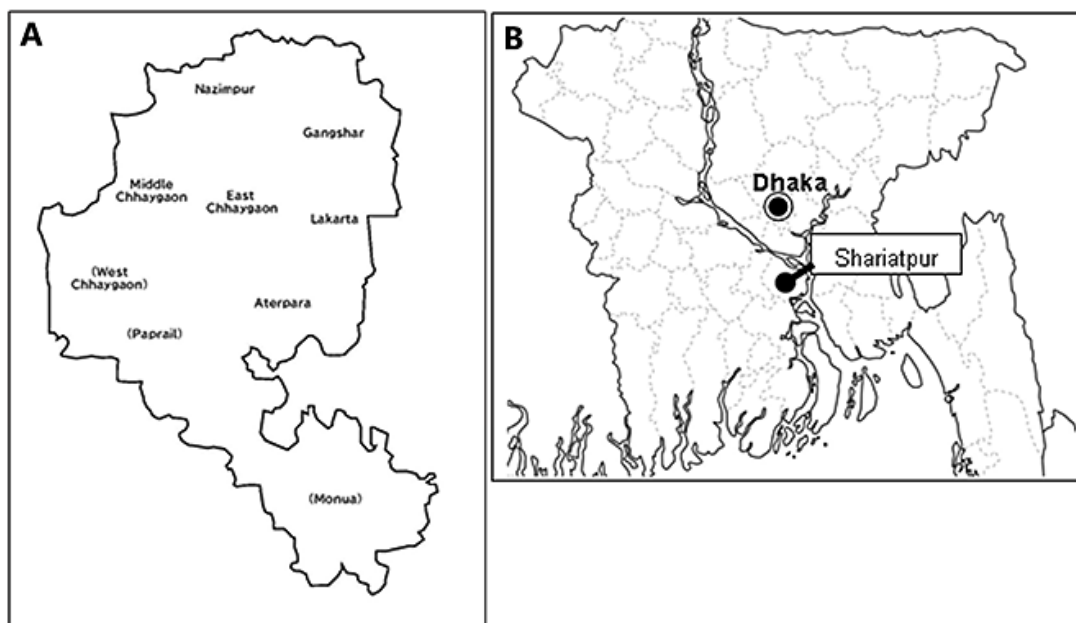 A
Nazimpur
Gangshar
Middle
Chhaygaon
East
Chhaygaon
Lakarta
(West
Chhaygaon)
Aterpara
(Paprail)
(Monua)
B
Dhaka
Shariatpur